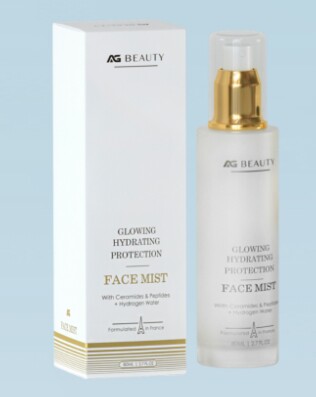 AG BEAUTY
GLOWING
HYDRATING
PROTECTION
FACE MIST
With Ceramides & Peptides
+ Hydrogen Water
Formulated in France
AG
FACE MIST
AG BEAUTY
GLOWING
HYDRATING
PROTECTION
FACE MIST
With Ceramides & Peptides
+ Hydrogen Water
Formulated in France